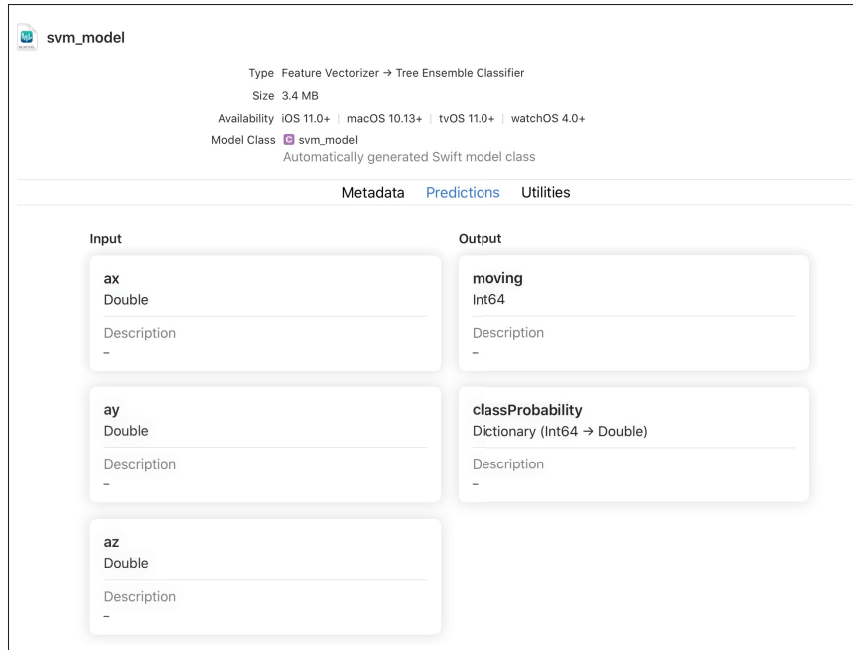 svm_model
Type Feature Vectorizer → Tree Ensemble Classifier
Size 3.4 MB
Availability iOS 11.0+ | macOS 10.13+ | tvOS 11.0+ | watchOS 4.0+
Model Class C svm_model
Automatically generated Swift model class
Metadata Predictions Utilities
Input
ax
Double
Description
–
ay
Double
Description
–
az
Double
Description
–
Output
moving
Int64
Description
–
classProbability
Dictionary (Int64 → Double)
Description
–